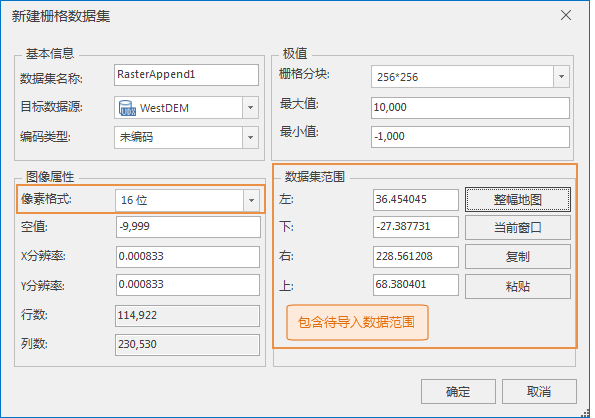 新建栅格数据集
基本信息
数据集名称: RasterAppend1
目标数据源: WestDEM
编码类型: 未编码
极值
栅格分块: 256*256
最大值: 10,000
最小值: -1,000
图像属性
像素格式: 16 位
空值: -9,999
X分辨率: 0.000833
Y分辨率: 0.000833
行数: 114,922
列数: 230,530
数据集范围
左: 36.454045 整幅地图
下: -27.387731 当前窗口
右: 228.561208 复制
上: 68.380401 粘贴
包含待导入数据范围
确定 取消